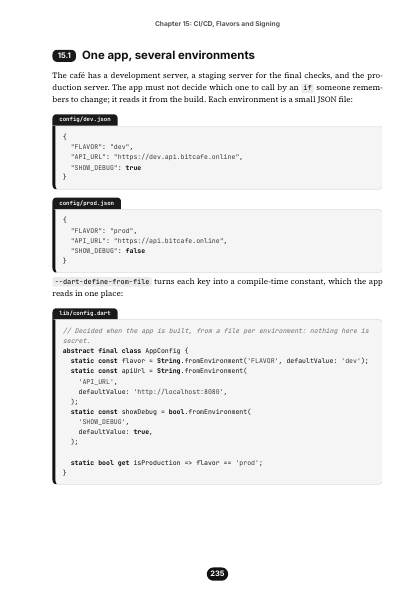 Chapter 15: CI/CD, Flavors and Signing
15.1 One app, several environments
The café has a development server, a staging server for the final checks, and the pro-
duction server. The app must not decide which one to call by an if someone remem-
bers to change; it reads it from the build. Each environment is a small JSON file:
config/dev.json
{
  "FLAVOR": "dev",
  "API_URL": "https://dev.api.bitcafe.online",
  "SHOW_DEBUG": true
}
config/prod.json
{
  "FLAVOR": "prod",
  "API_URL": "https://api.bitcafe.online",
  "SHOW_DEBUG": false
}
--dart-define-from-file turns each key into a compile-time constant, which the app
reads in one place:
lib/config.dart
// Decided when the app is built, from a file per environment: nothing here is
secret.
abstract final class AppConfig {
  static const flavor = String.fromEnvironment('FLAVOR', defaultValue: 'dev');
  static const apiUrl = String.fromEnvironment(
    'API_URL',
    defaultValue: 'http://localhost:8080',
  );
  static const showDebug = bool.fromEnvironment(
    'SHOW_DEBUG',
    defaultValue: true,
  );

  static bool get isProduction => flavor == 'prod';
}
235